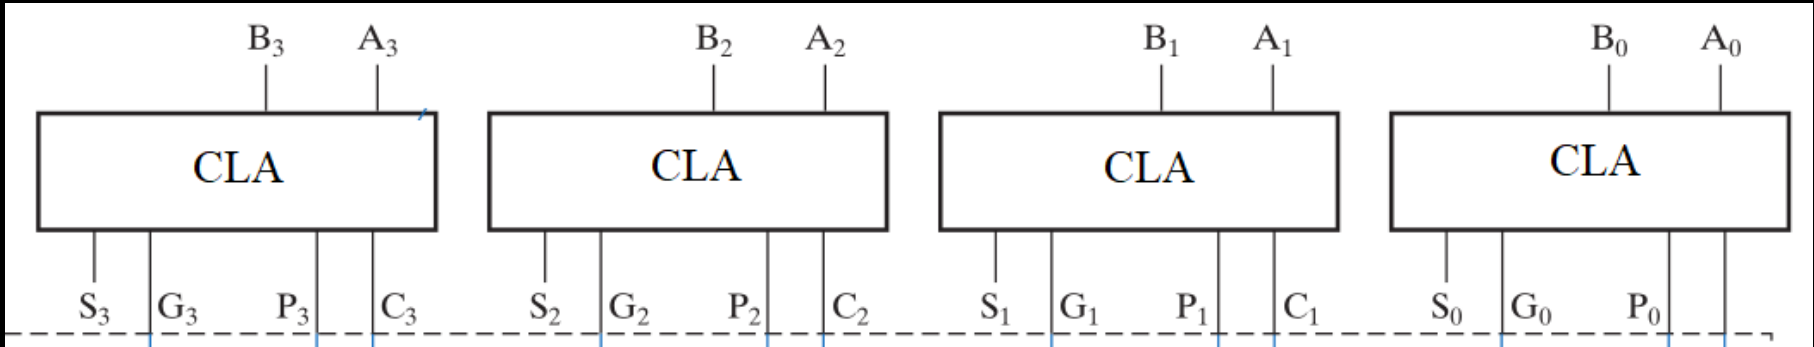 B₃ A₃ B₂ A₂ B₁ A₁ B₀ A₀
CLA CLA CLA CLA
S₃ G₃ P₃ C₃ S₂ G₂ P₂ C₂ S₁ G₁ P₁ C₁ S₀ G₀ P₀